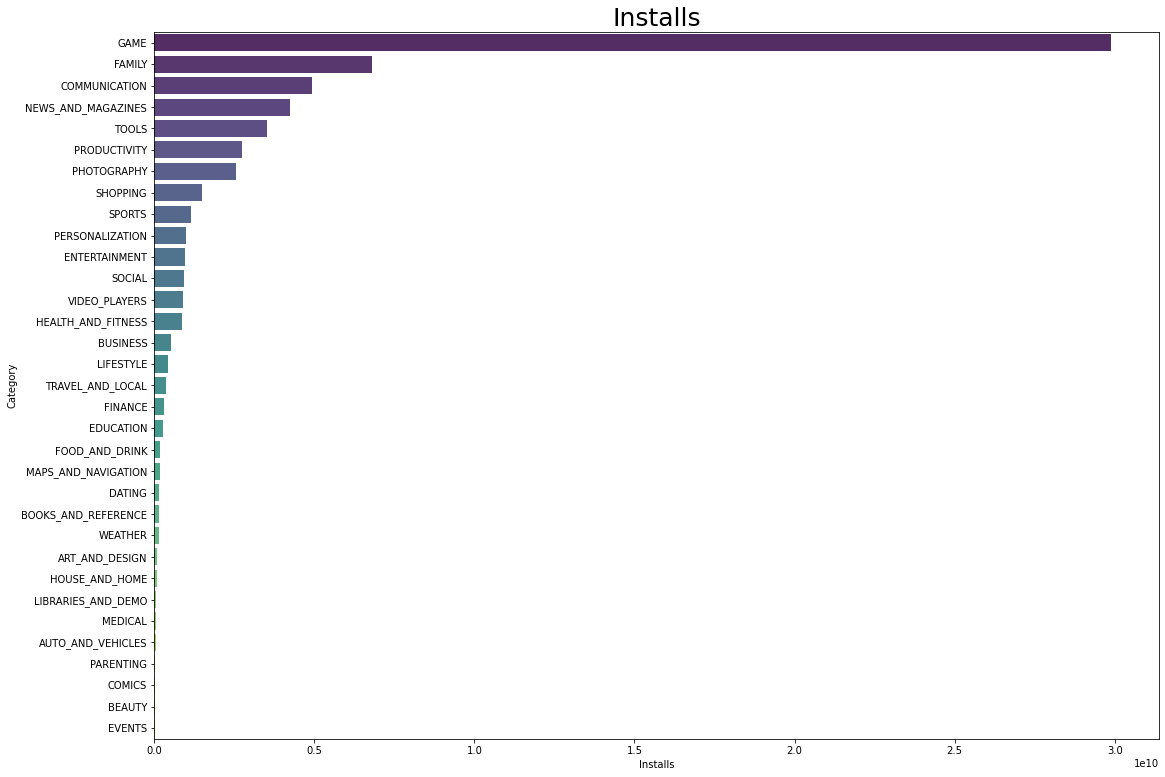 Installs
GAME
FAMILY
COMMUNICATION
NEWS_AND_MAGAZINES
TOOLS
PRODUCTIVITY
PHOTOGRAPHY
SHOPPING
SPORTS
PERSONALIZATION
ENTERTAINMENT
SOCIAL
VIDEO_PLAYERS
HEALTH_AND_FITNESS
BUSINESS
LIFESTYLE
TRAVEL_AND_LOCAL
FINANCE
EDUCATION
FOOD_AND_DRINK
MAPS_AND_NAVIGATION
DATING
BOOKS_AND_REFERENCE
WEATHER
ART_AND_DESIGN
HOUSE_AND_HOME
LIBRARIES_AND_DEMO
MEDICAL
AUTO_AND_VEHICLES
PARENTING
COMICS
BEAUTY
EVENTS
Category
0.0 0.5 1.0 1.5 2.0 2.5 3.0
1e10
Installs